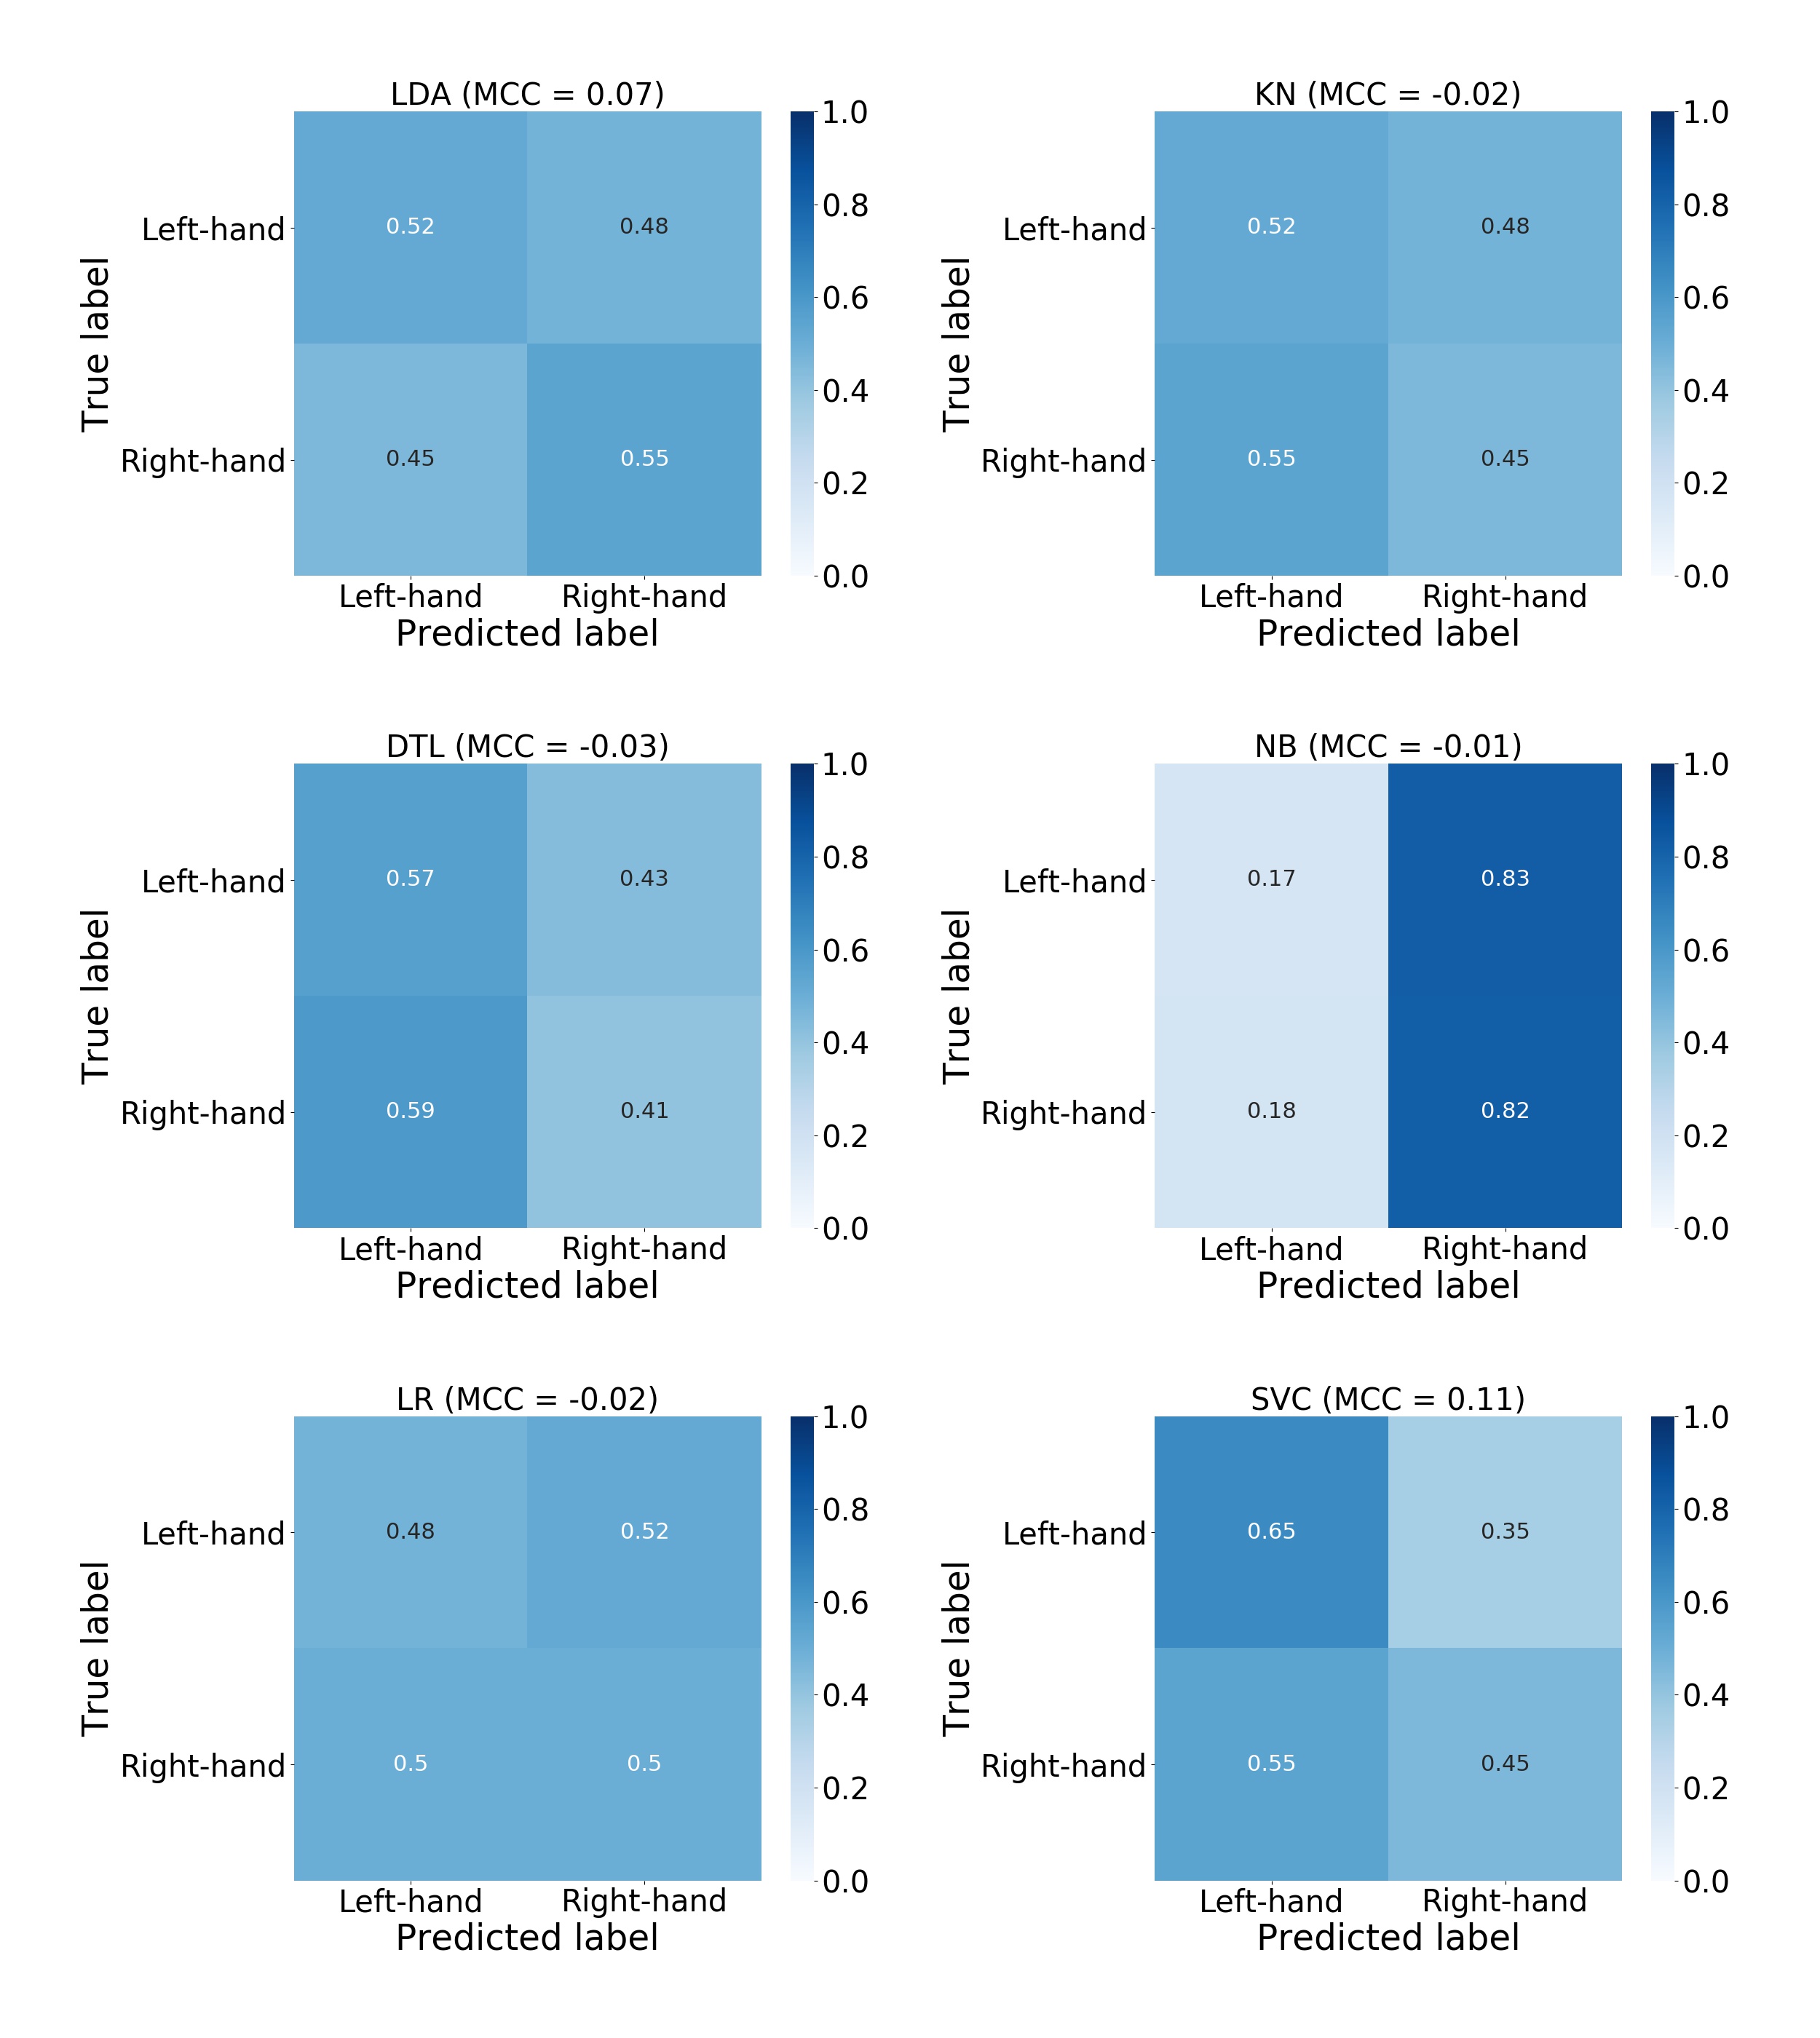 LDA (MCC = 0.07)
1.0
0.8
0.6
0.4
0.2
0.0
True label
Left-hand
0.52
0.48
Right-hand
0.45
0.55
Left-hand
Right-hand
Predicted label
KN (MCC = -0.02)
1.0
0.8
0.6
0.4
0.2
0.0
True label
Left-hand
0.52
0.48
Right-hand
0.55
0.45
Left-hand
Right-hand
Predicted label
DTL (MCC = -0.03)
1.0
0.8
0.6
0.4
0.2
0.0
True label
Left-hand
0.57
0.43
Right-hand
0.59
0.41
Left-hand
Right-hand
Predicted label
NB (MCC = -0.01)
1.0
0.8
0.6
0.4
0.2
0.0
True label
Left-hand
0.17
0.83
Right-hand
0.18
0.82
Left-hand
Right-hand
Predicted label
LR (MCC = -0.02)
1.0
0.8
0.6
0.4
0.2
0.0
True label
Left-hand
0.48
0.52
Right-hand
0.5
0.5
Left-hand
Right-hand
Predicted label
SVC (MCC = 0.11)
1.0
0.8
0.6
0.4
0.2
0.0
True label
Left-hand
0.65
0.35
Right-hand
0.55
0.45
Left-hand
Right-hand
Predicted label